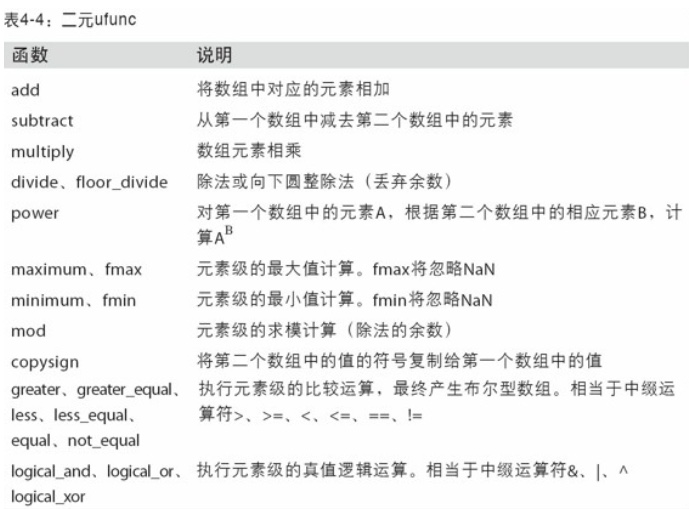 表4-4：二元ufunc
函数 说明
add 将数组中对应的元素相加
subtract 从第一个数组中减去第二个数组中的元素
multiply 数组元素相乘
divide、floor_divide 除法或向下圆整除法（丢弃余数）
power 对第一个数组中的元素A，根据第二个数组中的相应元素B，计
算A^B
maximum、fmax 元素级的最大值计算。fmax将忽略NaN
minimum、fmin 元素级的最小值计算。fmin将忽略NaN
mod 元素级的求模计算（除法的余数）
copysign 将第二个数组中的值的符号复制给第一个数组中的值
greater、greater_equal、 执行元素级的比较运算，最终产生布尔型数组。相当于中缀运
less、less_equal、 算符>、>=、<、<=、==、!=
equal、not_equal
logical_and、logical_or、 执行元素级的真值逻辑运算。相当于中缀运算符&、|、^
logical_xor